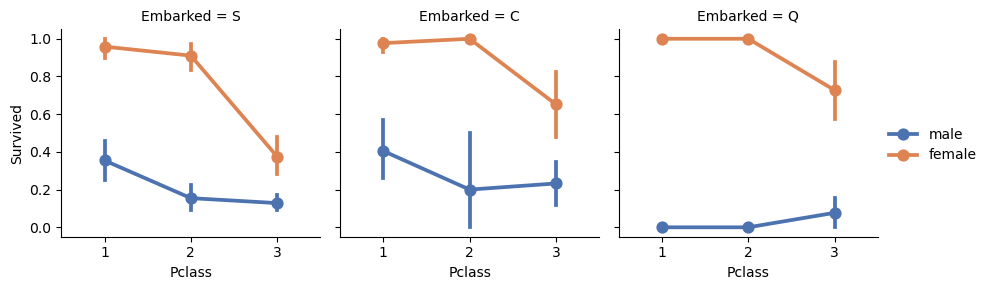 Embarked = S
Embarked = C
Embarked = Q
Survived
1.0
0.8
0.6
0.4
0.2
0.0
1 2 3
1 2 3
1 2 3
Pclass
Pclass
Pclass
male
female